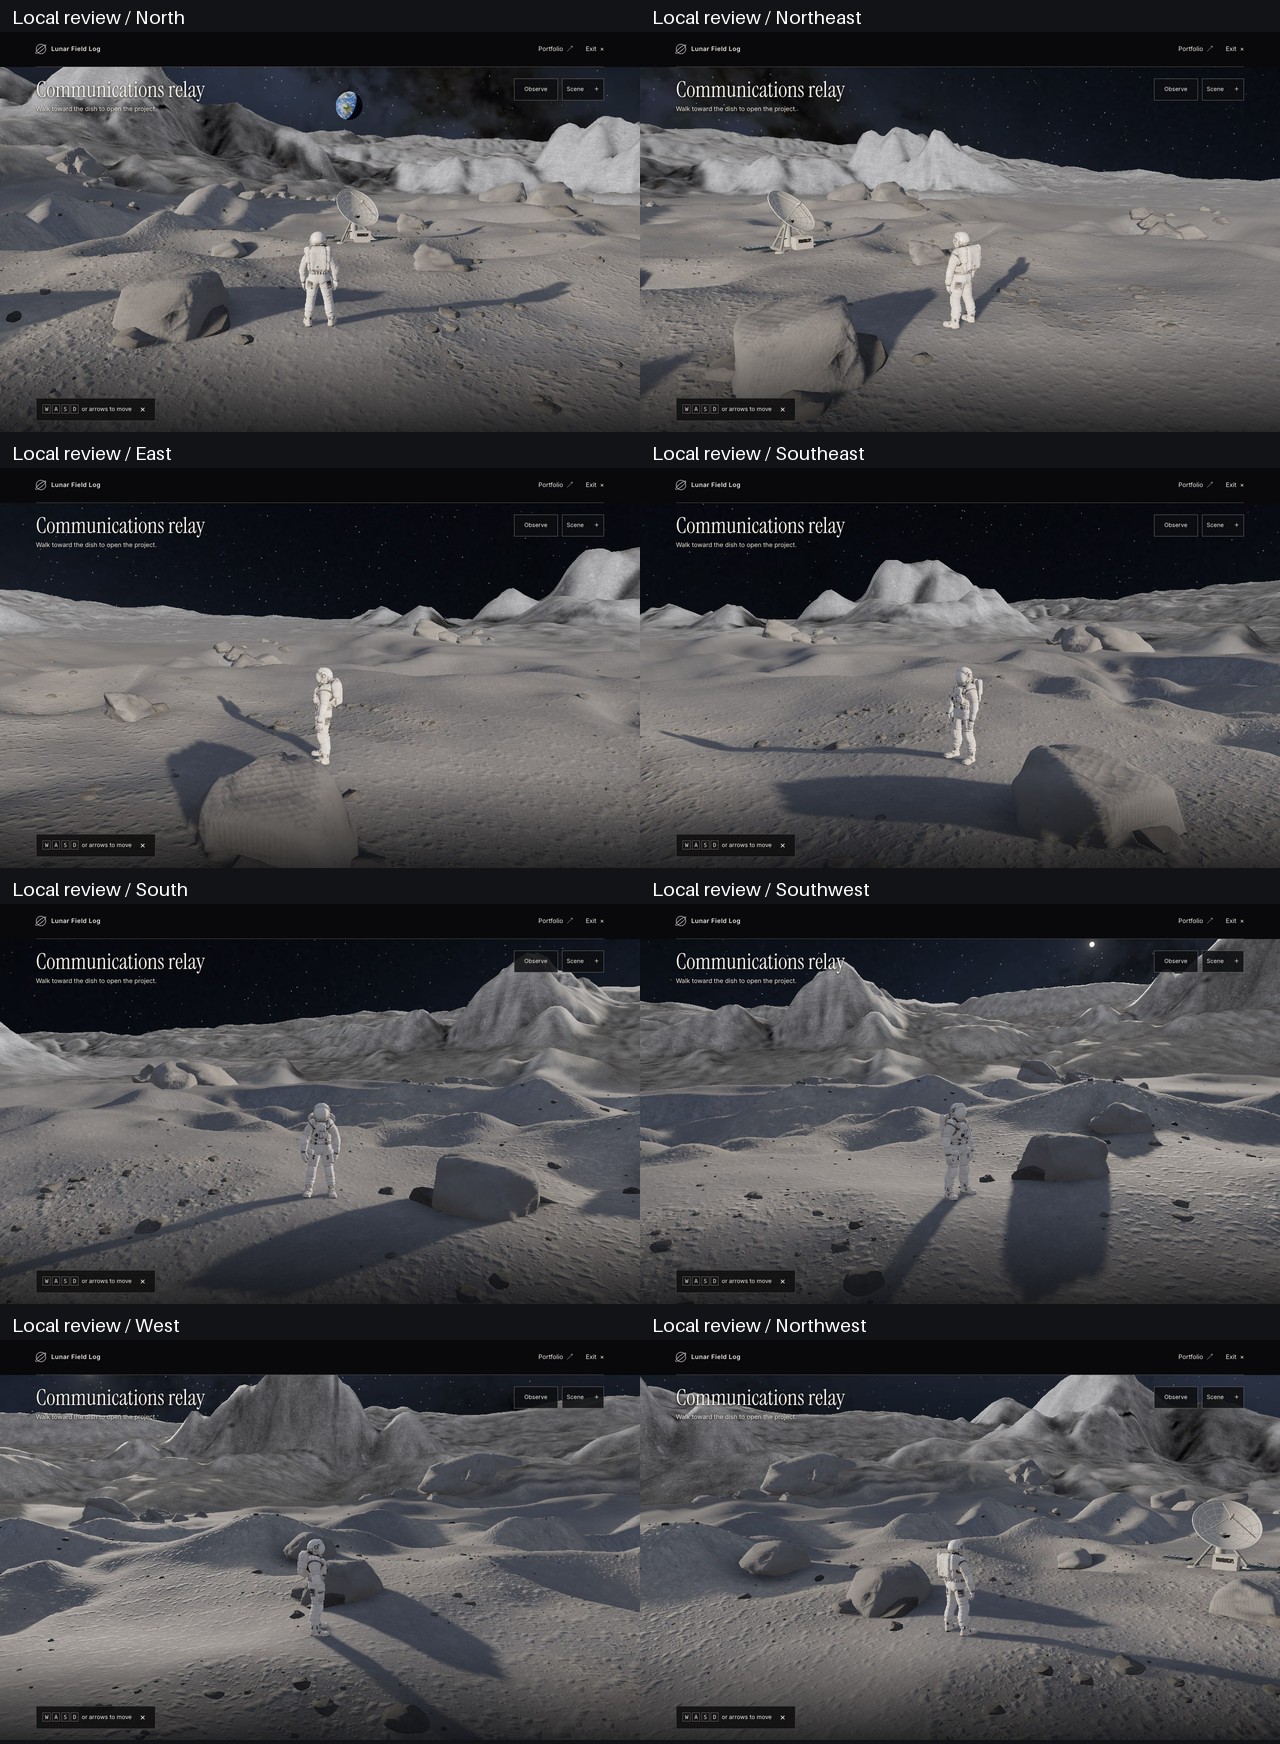 Local review / North
Lunar Field Log
Portfolio ↗ Exit ×
Communications relay
Walk toward the dish to open the project.
Observe
Scene +
W A S D or arrows to move ×
Local review / Northeast
Lunar Field Log
Portfolio ↗ Exit ×
Communications relay
Walk toward the dish to open the project.
Observe
Scene +
W A S D or arrows to move ×
Local review / East
Lunar Field Log
Portfolio ↗ Exit ×
Communications relay
Walk toward the dish to open the project.
Observe
Scene +
W A S D or arrows to move ×
Local review / Southeast
Lunar Field Log
Portfolio ↗ Exit ×
Communications relay
Walk toward the dish to open the project.
Observe
Scene +
W A S D or arrows to move ×
Local review / South
Lunar Field Log
Portfolio ↗ Exit ×
Communications relay
Walk toward the dish to open the project.
Observe
Scene +
W A S D or arrows to move ×
Local review / Southwest
Lunar Field Log
Portfolio ↗ Exit ×
Communications relay
Walk toward the dish to open the project.
Observe
Scene +
W A S D or arrows to move ×
Local review / West
Lunar Field Log
Portfolio ↗ Exit ×
Communications relay
Walk toward the dish to open the project.
Observe
Scene +
W A S D or arrows to move ×
Local review / Northwest
Lunar Field Log
Portfolio ↗ Exit ×
Communications relay
Walk toward the dish to open the project.
Observe
Scene +
W A S D or arrows to move ×